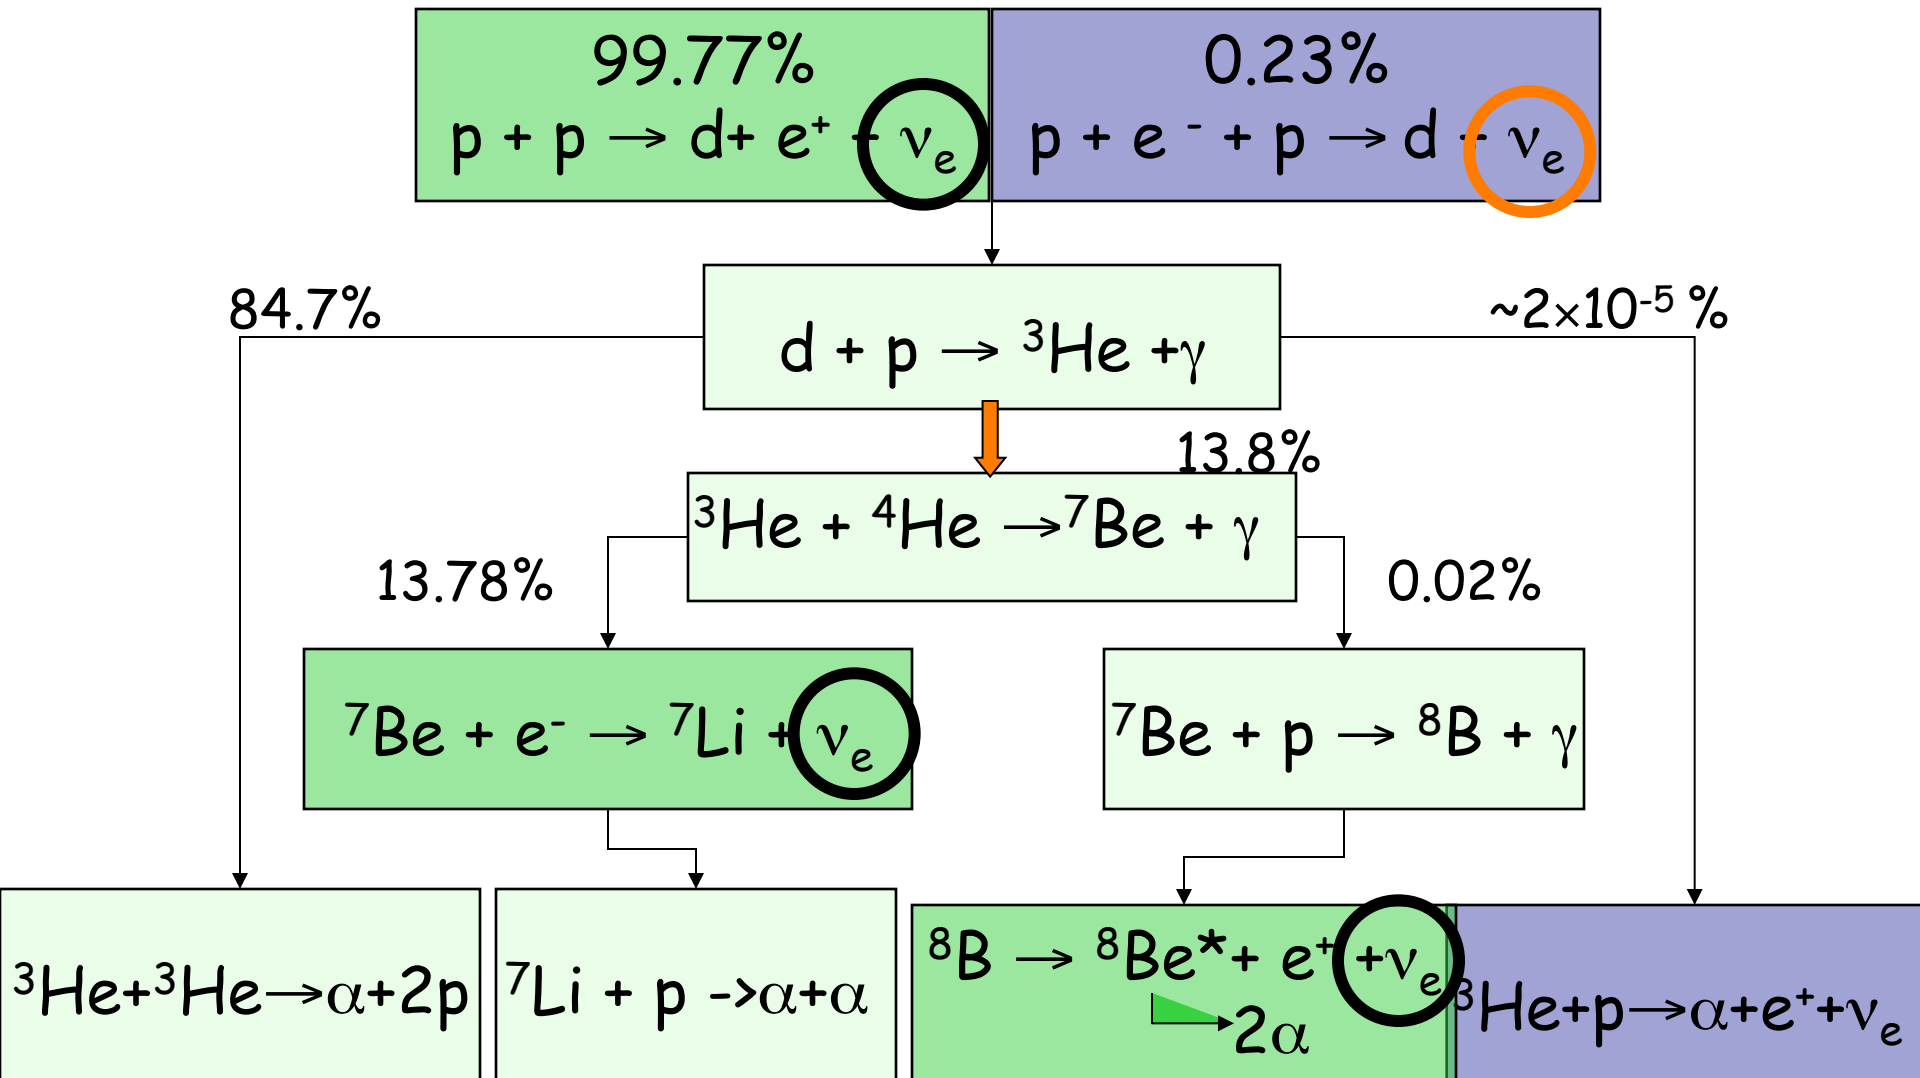 99.77%
p + p → d+ e⁺ + νₑ
0.23%
p + e ⁻ + p → d + νₑ
84.7%
~2×10⁻⁵ %
d + p → ³He +γ
13.8%
³He + ⁴He →⁷Be + γ
13.78%
0.02%
⁷Be + e⁻ → ⁷Li + νₑ
⁷Be + p → ⁸B + γ
³He+³He→α+2p
⁷Li + p ->α+α
⁸B → ⁸Be*+ e⁺ +νₑ
2α
³He+p→α+e⁺+νₑ